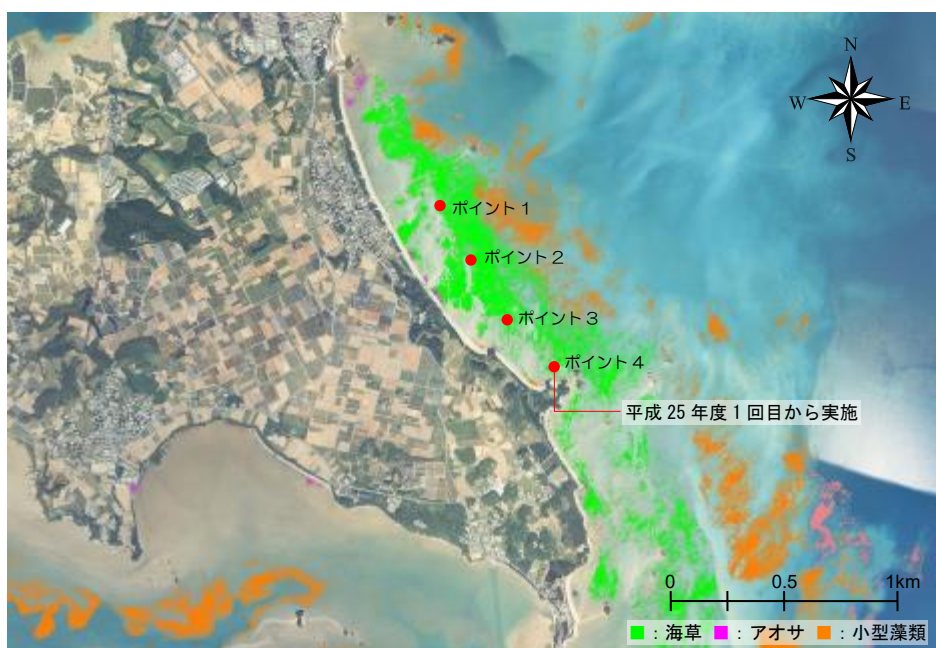 N
W E
S
ポイント1
ポイント2
ポイント3
ポイント4
平成25年度1回目から実施
0 0.5 1km
■：海草 ■：アオサ ■：小型藻類